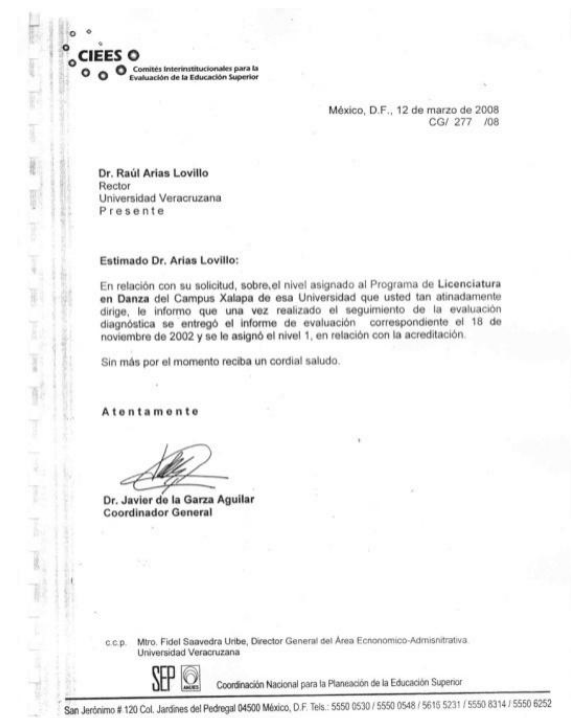 CIEES
Comités Interinstitucionales para la
Evaluación de la Educación Superior
México, D.F., 12 de marzo de 2008
CG/ 277 /08
Dr. Raúl Arias Lovillo
Rector
Universidad Veracruzana
P r e s e n t e
Estimado Dr. Arias Lovillo:
En relación con su solicitud, sobre el nivel asignado al Programa de Licenciatura
en Danza del Campus Xalapa de esa Universidad que usted tan atinadamente
dirige, le informo que una vez realizado el seguimiento de la evaluación
diagnóstica se entregó el informe de evaluación correspondiente el 18 de
noviembre de 2002 y se le asignó el nivel 1, en relación con la acreditación.
Sin más por el momento reciba un cordial saludo.
A t e n t a m e n t e
Dr. Javier de la Garza Aguilar
Coordinador General
c.c.p. Mtro. Fidel Saavedra Uribe, Director General del Área Ecnonomico-Admisnitrativa.
Universidad Veracruzana
SEP
Coordinación Nacional para la Planeación de la Educación Superior
San Jerónimo # 120 Col. Jardines del Pedregal 04500 México, D.F. Tels.: 5550 0530 / 5550 0548 / 5616 5231 / 5550 8314 / 5550 6252